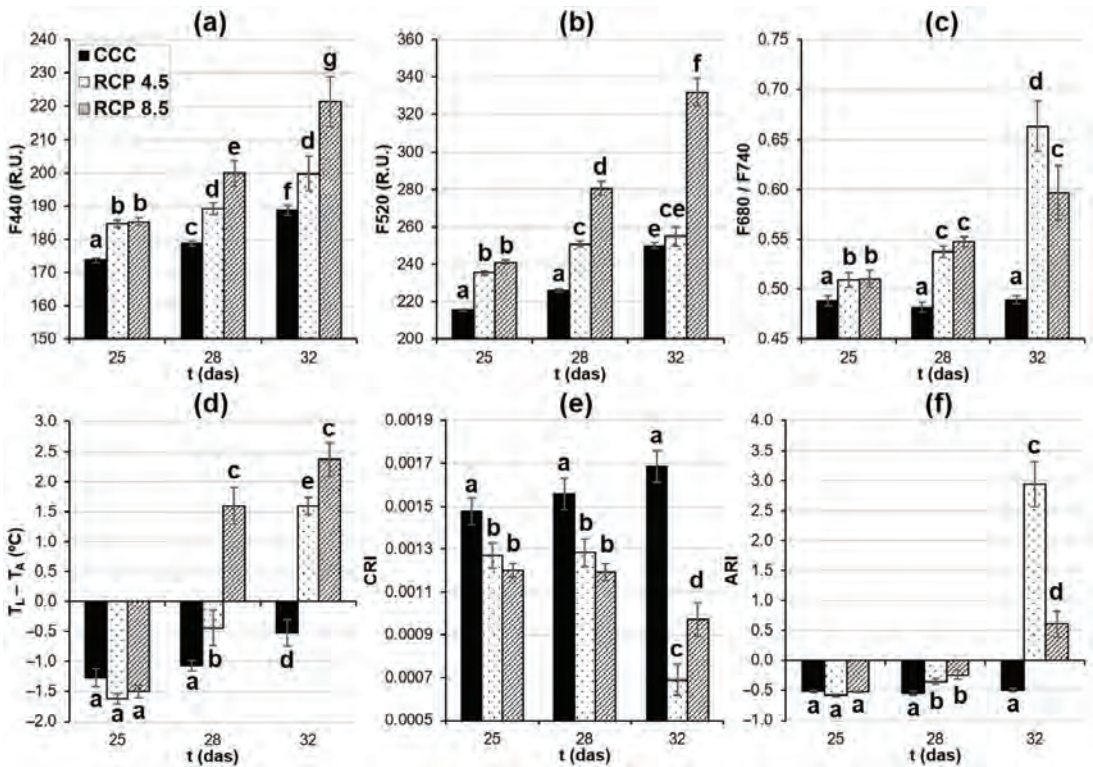 (a)
F440 (R.U.)
240
230
220
210
200
190
180
170
160
150
CCC
RCP 4.5
RCP 8.5
a b b c d e f d g
25 28 32
t (das)
(b)
F520 (R.U.)
360
340
320
300
280
260
240
220
200
a b b a c d e ce f
25 28 32
t (das)
(c)
F680 / F740
0.75
0.70
0.65
0.60
0.55
0.50
0.45
a b b a c c a d c
25 28 32
t (das)
(d)
TL – TA (ºC)
3.0
2.5
2.0
1.5
1.0
0.5
0.0
−0.5
−1.0
−1.5
−2.0
a a a a b c d e c
25 28 32
t (das)
(e)
CRI
0.0019
0.0017
0.0015
0.0013
0.0011
0.0009
0.0007
0.0005
a b b a b b a c d
25 28 32
t (das)
(f)
ARI
4.0
3.5
3.0
2.5
2.0
1.5
1.0
0.5
0.0
−0.5
−1.0
a a a a b b a c d
25 28 32
t (das)